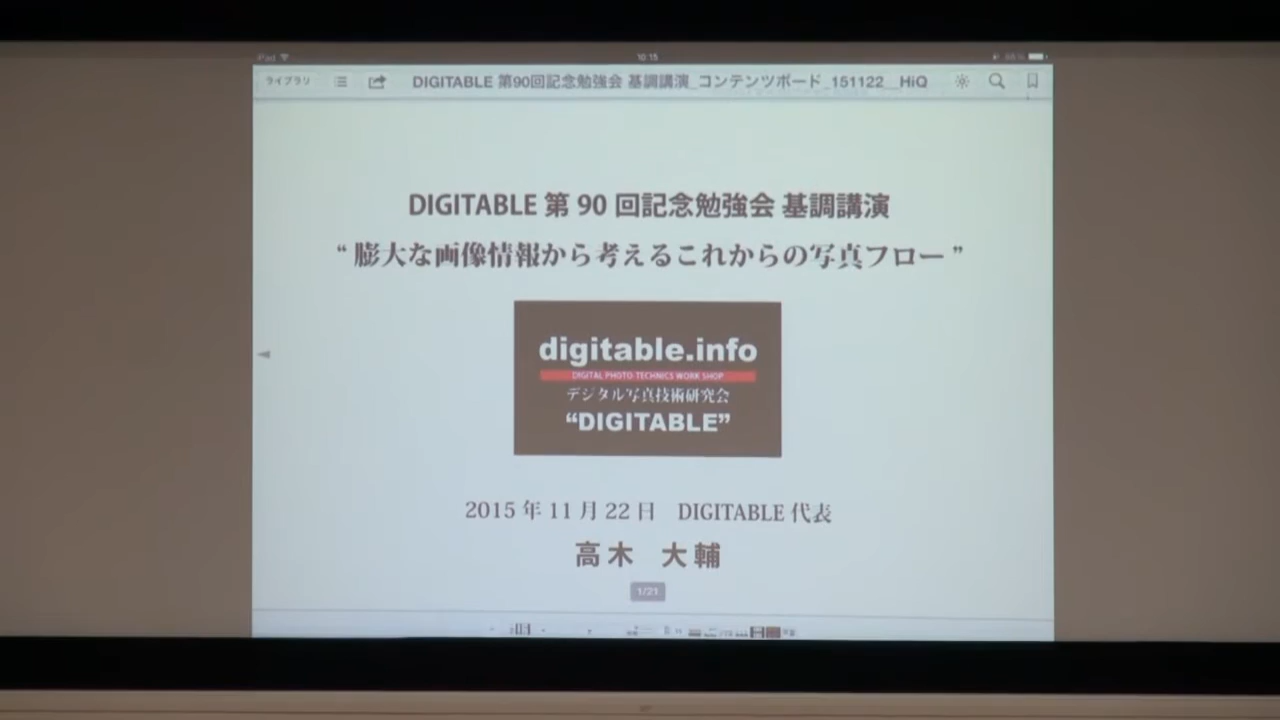 iPad
10:15
ライブラリ
DIGITABLE 第90回記念勉強会 基調講演_コンテンツボード_151122__HiQ
DIGITABLE 第 90 回記念勉強会 基調講演
“ 膨大な画像情報から考えるこれからの写真フロー ”
digitable.info
DIGITAL PHOTO TECHNICS WORK SHOP
デジタル写真技術研究会
“DIGITABLE”
2015 年 11 月 22 日　DIGITABLE 代表
高木　大輔
1/21